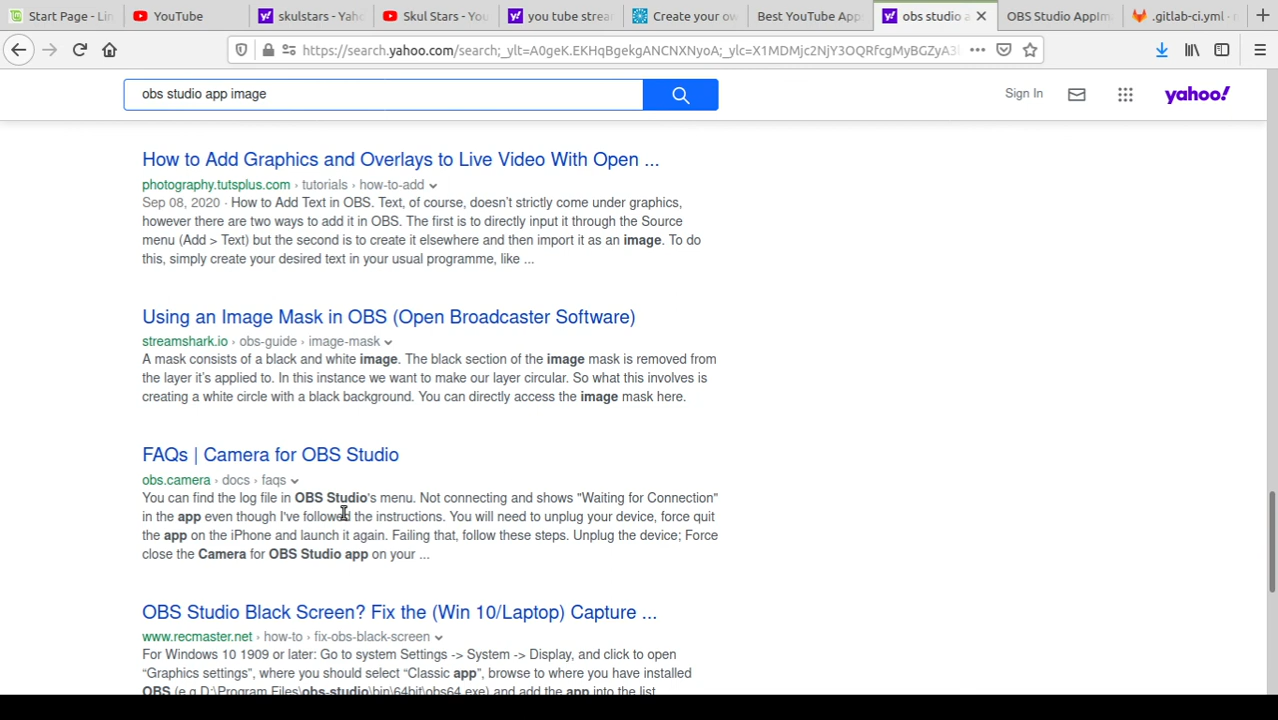 Start Page - Lin
YouTube
skulstars - Yaho
Skul Stars - You
you tube strea
Create your ow
Best YouTube App
obs studio a
OBS Studio AppIm
.gitlab-ci.yml -
https://search.yahoo.com/search;_ylt=A0geK.EKHqBgekgANCNXNyoA;_ylc=X1MDMjc2NjY3OQRfcgMyBGZyA3
obs studio app image
Sign In
yahoo!
How to Add Graphics and Overlays to Live Video With Open ...
photography.tutsplus.com › tutorials › how-to-add
Sep 08, 2020 · How to Add Text in OBS. Text, of course, doesn't strictly come under graphics,
however there are two ways to add it in OBS. The first is to directly input it through the Source
menu (Add > Text) but the second is to create it elsewhere and then import it as an image. To do
this, simply create your desired text in your usual programme, like ...
Using an Image Mask in OBS (Open Broadcaster Software)
streamshark.io › obs-guide › image-mask
A mask consists of a black and white image. The black section of the image mask is removed from
the layer it's applied to. In this instance we want to make our layer circular. So what this involves is
creating a white circle with a black background. You can directly access the image mask here.
FAQs | Camera for OBS Studio
obs.camera › docs › faqs
You can find the log file in OBS Studio's menu. Not connecting and shows "Waiting for Connection"
in the app even though I've followed the instructions. You will need to unplug your device, force quit
the app on the iPhone and launch it again. Failing that, follow these steps. Unplug the device; Force
close the Camera for OBS Studio app on your ...
OBS Studio Black Screen? Fix the (Win 10/Laptop) Capture ...
www.recmaster.net › how-to › fix-obs-black-screen
For Windows 10 1909 or later: Go to system Settings -> System -> Display, and click to open
“Graphics settings”, where you should select “Classic app”, browse to where you have installed
OBS (e.g D:\Program Files\obs-studio\bin\64bit\obs64.exe) and add the app into the list.